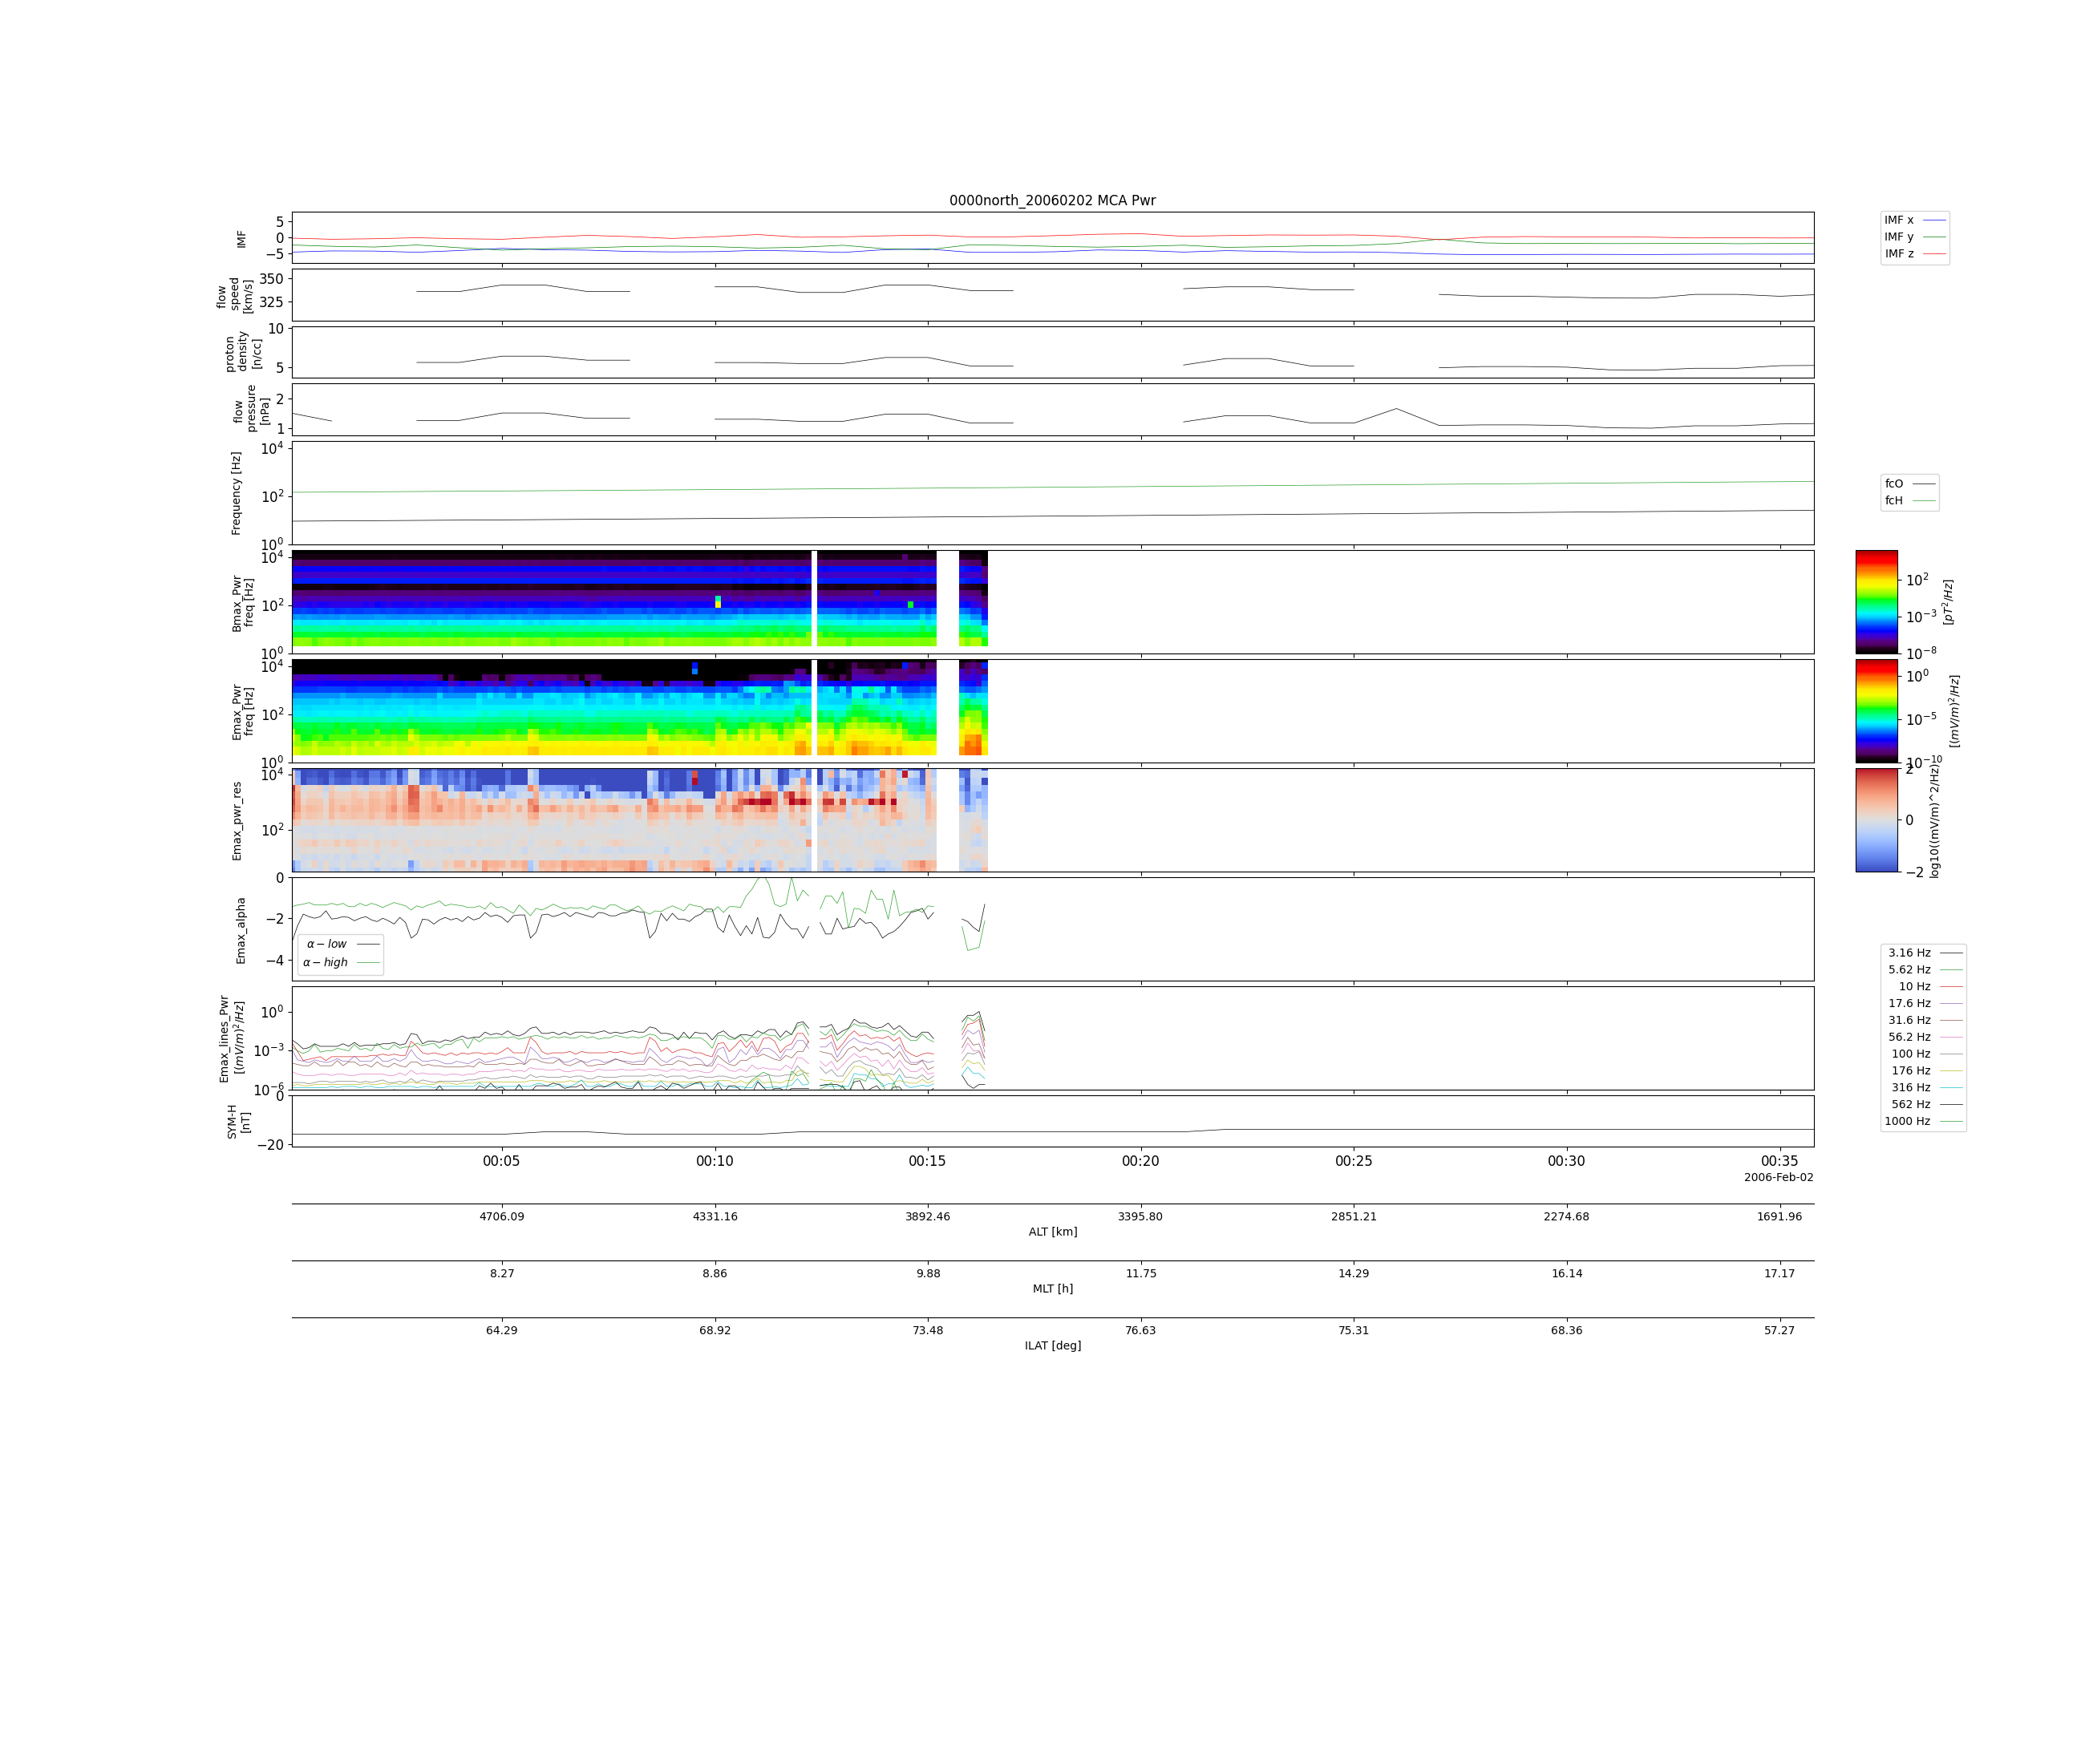 0000north_20060202 MCA Pwr
IMF
5
0
−5
IMF x
IMF y
IMF z
flow
speed
[km/s]
350
325
proton
density
[n/cc]
10
5
flow
pressure
[nPa]
2
1
Frequency [Hz]
10^4
10^2
10^0
fcO
fcH
Bmax_Pwr
freq [Hz]
10^4
10^2
10^0
10^2
10^−3
10^−8
[pT^2/Hz]
Emax_Pwr
freq [Hz]
10^4
10^2
10^0
10^0
10^−5
10^−10
[(mV/m)^2/Hz]
Emax_pwr_res
10^4
10^2
2
0
−2
log10((mV/m)^2/Hz)
Emax_alpha
0
−2
−4
α − low
α − high
Emax_lines_Pwr
[(mV/m)^2/Hz]
10^0
10^−3
10^−6
3.16 Hz
5.62 Hz
10 Hz
17.6 Hz
31.6 Hz
56.2 Hz
100 Hz
176 Hz
316 Hz
562 Hz
1000 Hz
SYM-H
[nT]
0
−20
00:05 00:10 00:15 00:20 00:25 00:30 00:35
2006-Feb-02
4706.09 4331.16 3892.46 3395.80 2851.21 2274.68 1691.96
ALT [km]
8.27 8.86 9.88 11.75 14.29 16.14 17.17
MLT [h]
64.29 68.92 73.48 76.63 75.31 68.36 57.27
ILAT [deg]